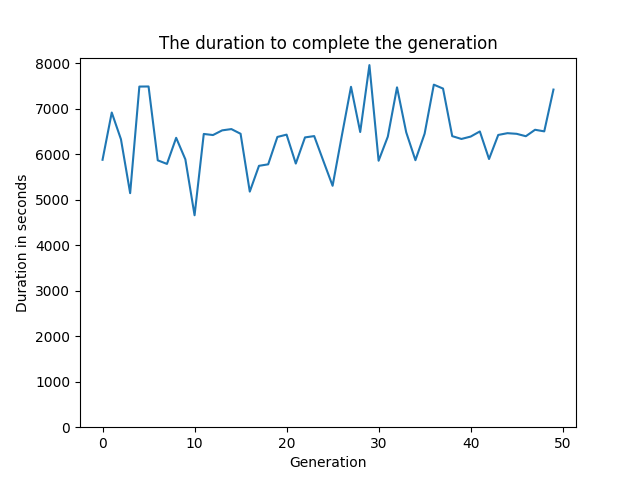 The duration to complete the generation
8000
7000
6000
5000
4000
3000
2000
1000
0
Duration in seconds
0 10 20 30 40 50
Generation